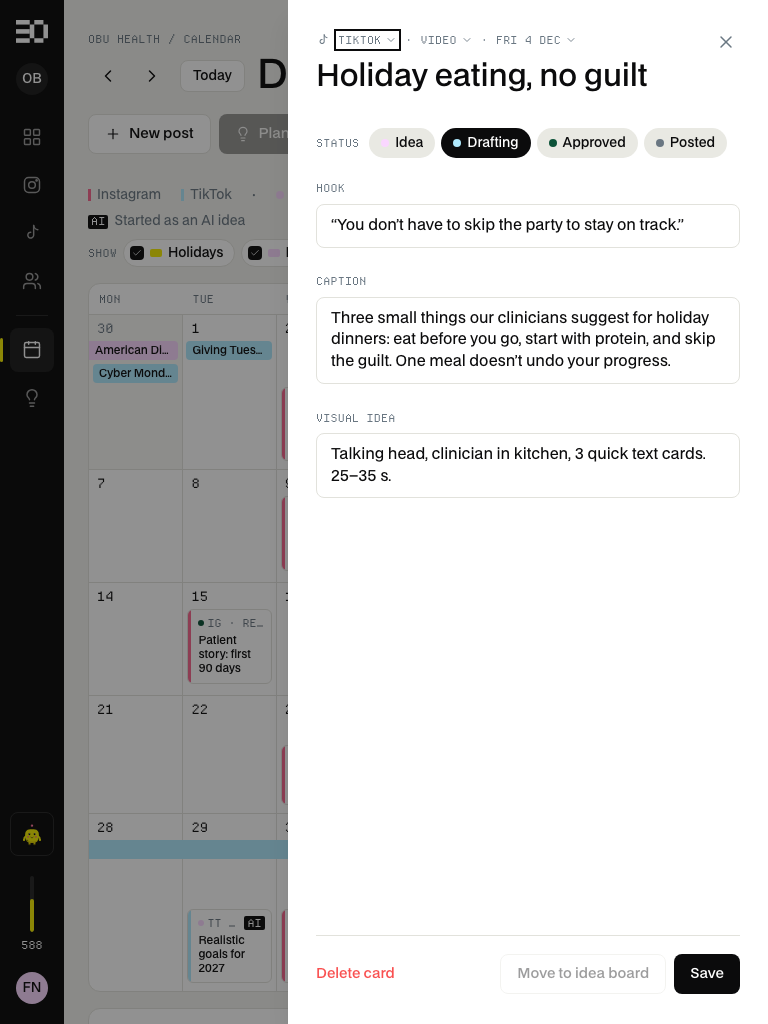 OB
588
FN
OBU HEALTH / CALENDAR
Today
New post
Instagram
TikTok
·
AI Started as an AI idea
SHOW
Holidays
MON
TUE
30
1
American Di…
Giving Tues…
Cyber Mond…
7
8
14
15
IG · RE…
Patient
story: first
90 days
21
22
28
29
TT … AI
Realistic
goals for
2027
TIKTOK · VIDEO · FRI 4 DEC
Holiday eating, no guilt
STATUS Idea Drafting Approved Posted
HOOK
“You don’t have to skip the party to stay on track.”
CAPTION
Three small things our clinicians suggest for holiday
dinners: eat before you go, start with protein, and skip
the guilt. One meal doesn’t undo your progress.
VISUAL IDEA
Talking head, clinician in kitchen, 3 quick text cards.
25–35 s.
Delete card
Move to idea board
Save